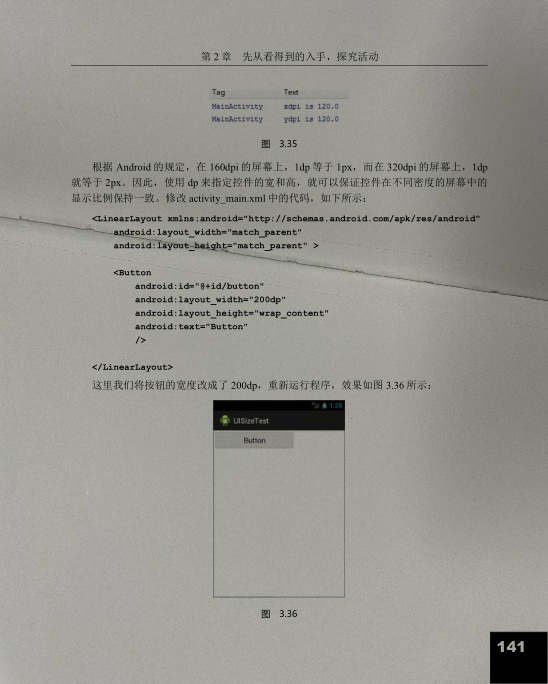 第 2 章 先从看得到的入手，探究活动
Tag Text
MainActivity xdpi is 120.0
MainActivity ydpi is 120.0
图 3.35
根据 Android 的规定，在 160dpi 的屏幕上，1dp 等于 1px，而在 320dpi 的屏幕上，1dp
就等于 2px。因此，使用 dp 来指定控件的宽和高，就可以保证控件在不同密度的屏幕中的
显示比例保持一致。修改 activity_main.xml 中的代码，如下所示：
<LinearLayout xmlns:android="http://schemas.android.com/apk/res/android"
android:layout_width="match_parent"
android:layout_height="match_parent" >
<Button
android:id="@+id/button"
android:layout_width="200dp"
android:layout_height="wrap_content"
android:text="Button"
/>
</LinearLayout>
这里我们将按钮的宽度改成了 200dp，重新运行程序，效果如图 3.36 所示：
1:28
UISizeTest
Button
图 3.36
141